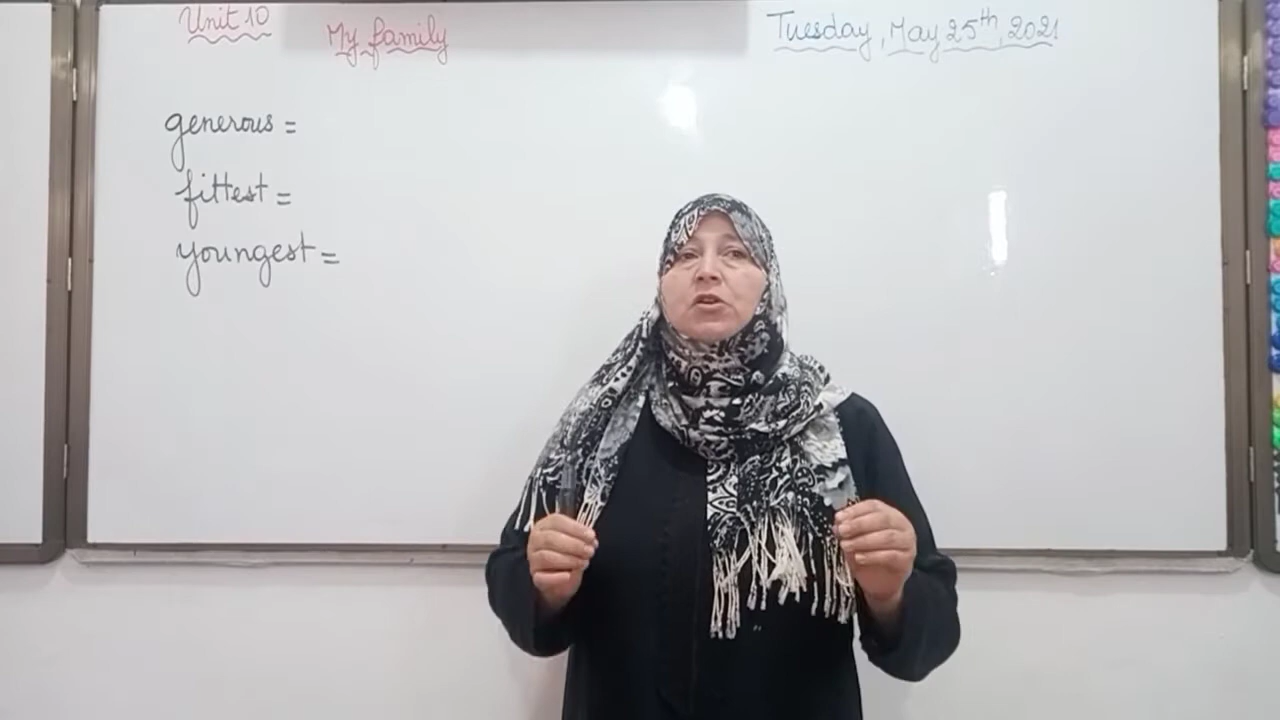 Unit 10
My family
Tuesday, May 25th, 2021
generous =
fittest =
youngest =